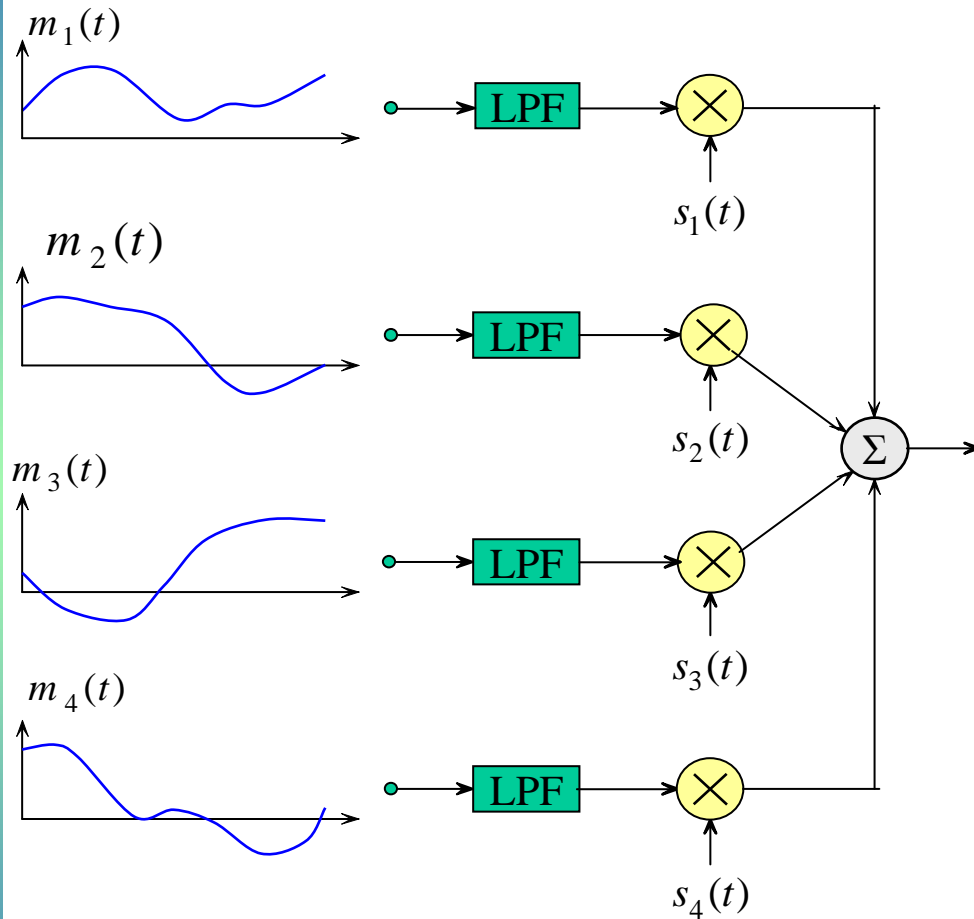 m₁(t)
LPF
s₁(t)
m₂(t)
LPF
s₂(t)
Σ
m₃(t)
LPF
s₃(t)
m₄(t)
LPF
s₄(t)